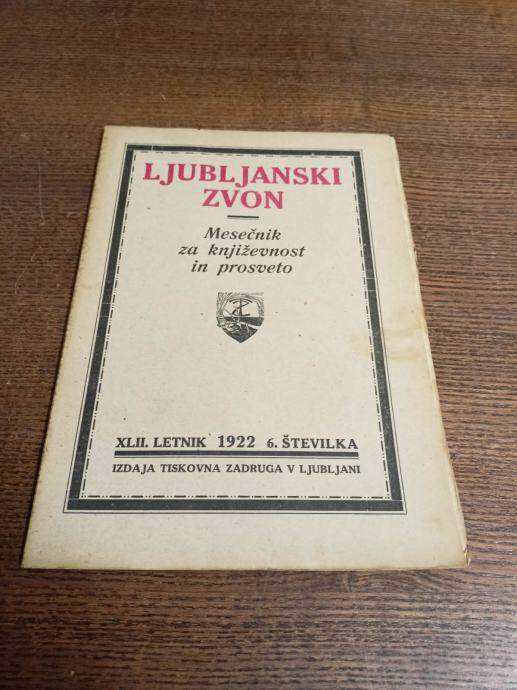 LJUBLJANSKI
ZVON
Mesečnik
za književnost
in prosveto
XLII. LETNIK 1922 6. ŠTEVILKA
IZDAJA TISKOVNA ZADRUGA V LJUBLJANI